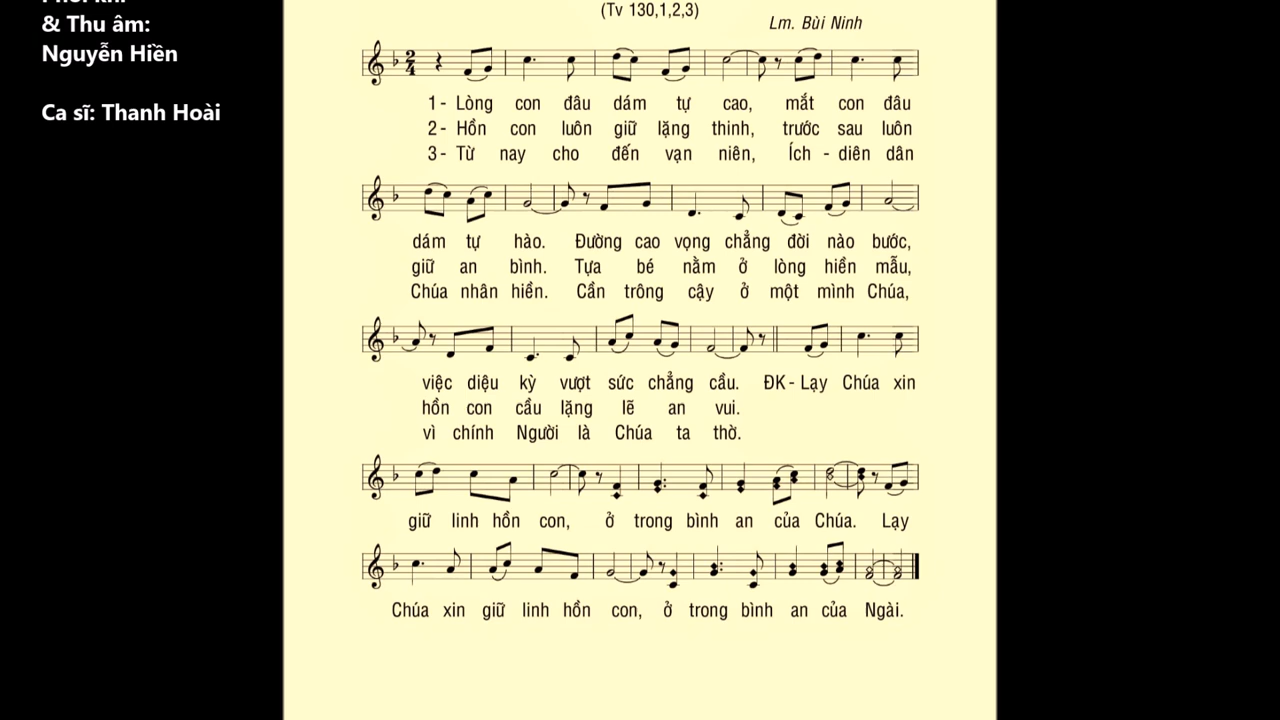 & Thu âm:
Nguyễn Hiền
Ca sĩ: Thanh Hoài
(Tv 130,1,2,3)
Lm. Bùi Ninh
1- Lòng con đâu dám tự cao, mắt con đâu
2- Hồn con luôn giữ lặng thinh, trước sau luôn
3- Từ nay cho đến vạn niên, Ích - diên dân
dám tự hào. Đường cao vọng chẳng đời nào bước,
giữ an bình. Tựa bé nằm ở lòng hiền mẫu,
Chúa nhân hiền. Cần trông cậy ở một mình Chúa,
việc diệu kỳ vượt sức chẳng cầu. ĐK- Lạy Chúa xin
hồn con cầu lặng lẽ an vui.
vì chính Người là Chúa ta thờ.
giữ linh hồn con, ở trong bình an của Chúa. Lạy
Chúa xin giữ linh hồn con, ở trong bình an của Ngài.